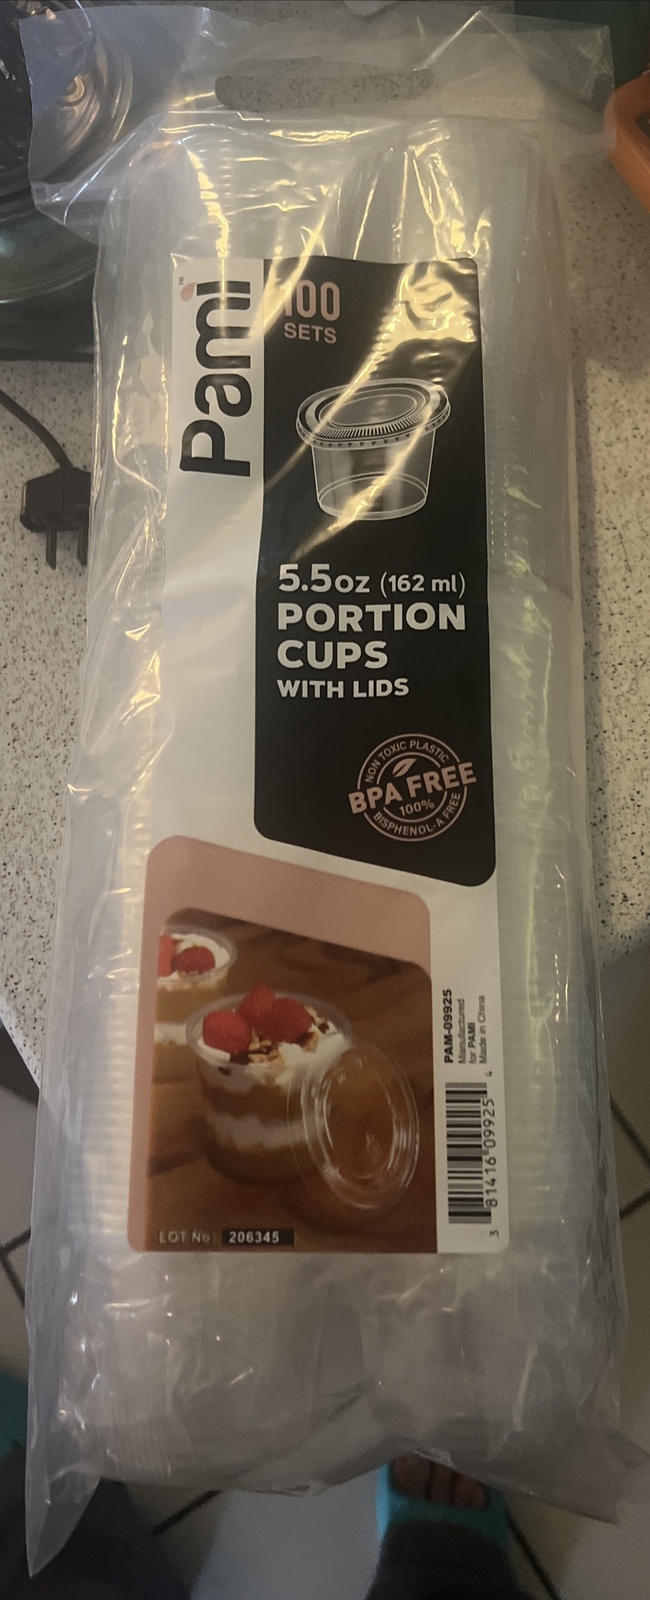 Pami
™
100
SETS
5.5oz (162 ml)
PORTION
CUPS
WITH LIDS
NON TOXIC PLASTIC
BPA FREE
100%
BISPHENOL-A FREE
PAM-09925
Manufactured
for PAMI
Made in China
3 81416 09925 4
LOT No: 206345